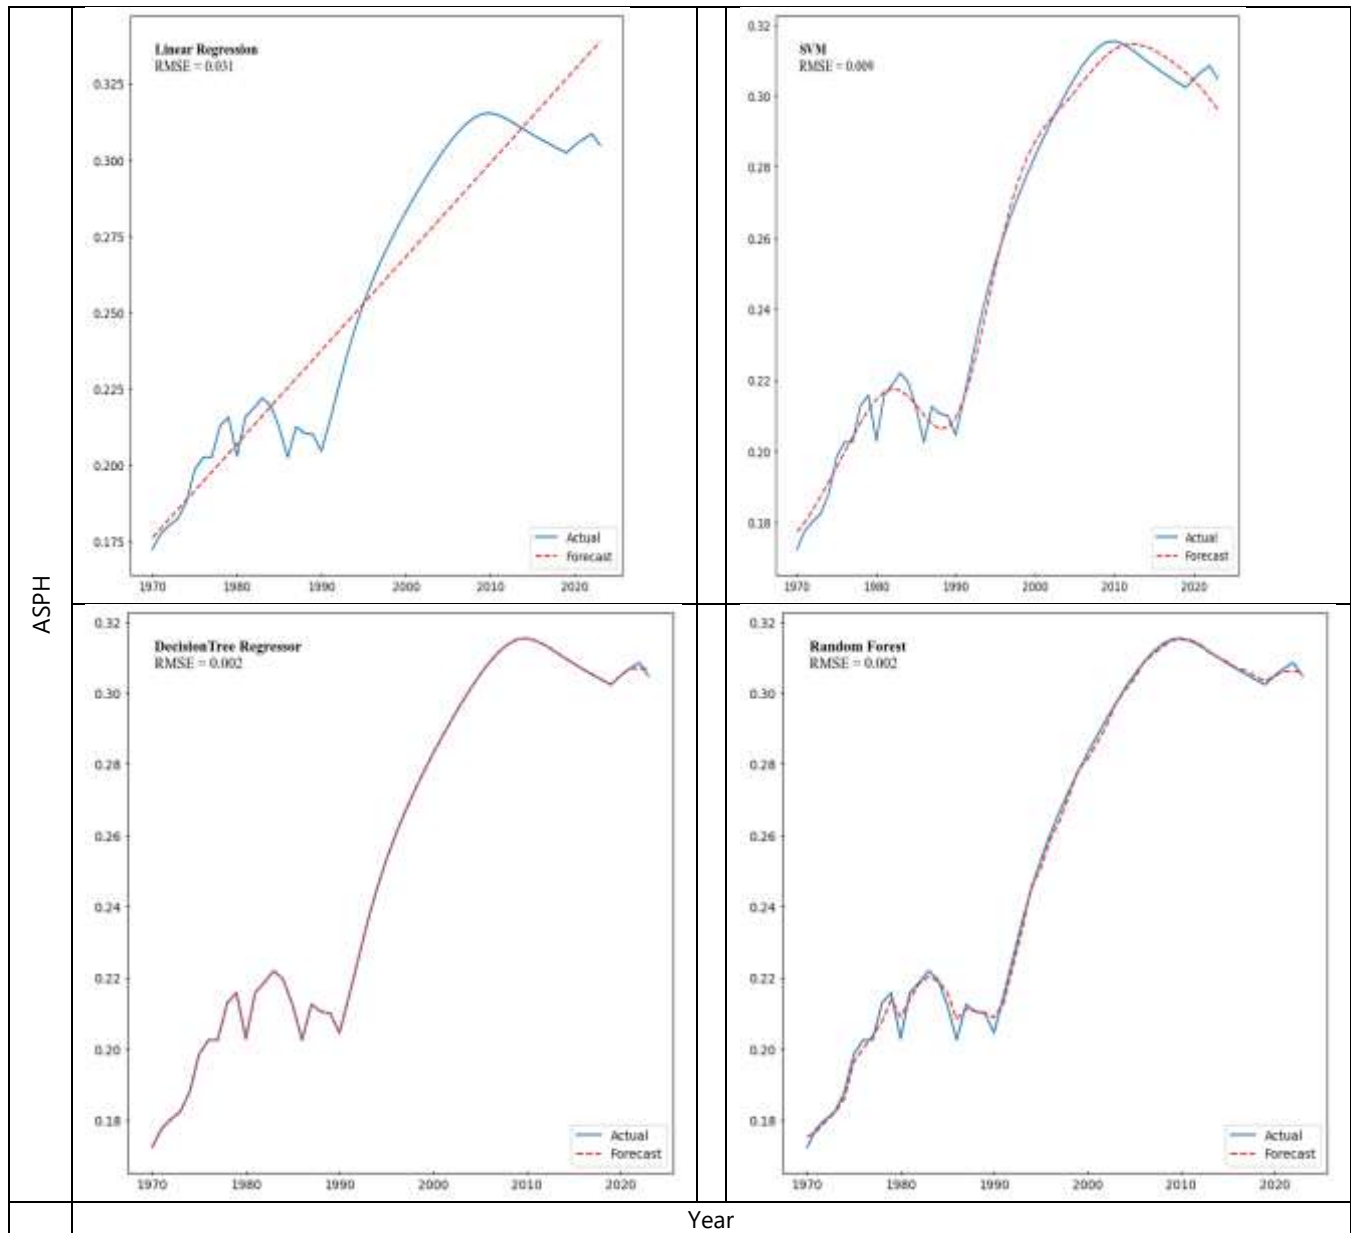 ASPH
Linear Regression
RMSE = 0.031
0.325
0.300
0.275
0.250
0.225
0.200
0.175
1970 1980 1990 2000 2010 2020
Actual
Forecast
SVM
RMSE = 0.009
0.32
0.30
0.28
0.26
0.24
0.22
0.20
0.18
1970 1980 1990 2000 2010 2020
Actual
Forecast
DecisionTree Regressor
RMSE = 0.002
0.32
0.30
0.28
0.26
0.24
0.22
0.20
0.18
1970 1980 1990 2000 2010 2020
Actual
Forecast
Random Forest
RMSE = 0.002
0.32
0.30
0.28
0.26
0.24
0.22
0.20
0.18
1970 1980 1990 2000 2010 2020
Actual
Forecast
Year